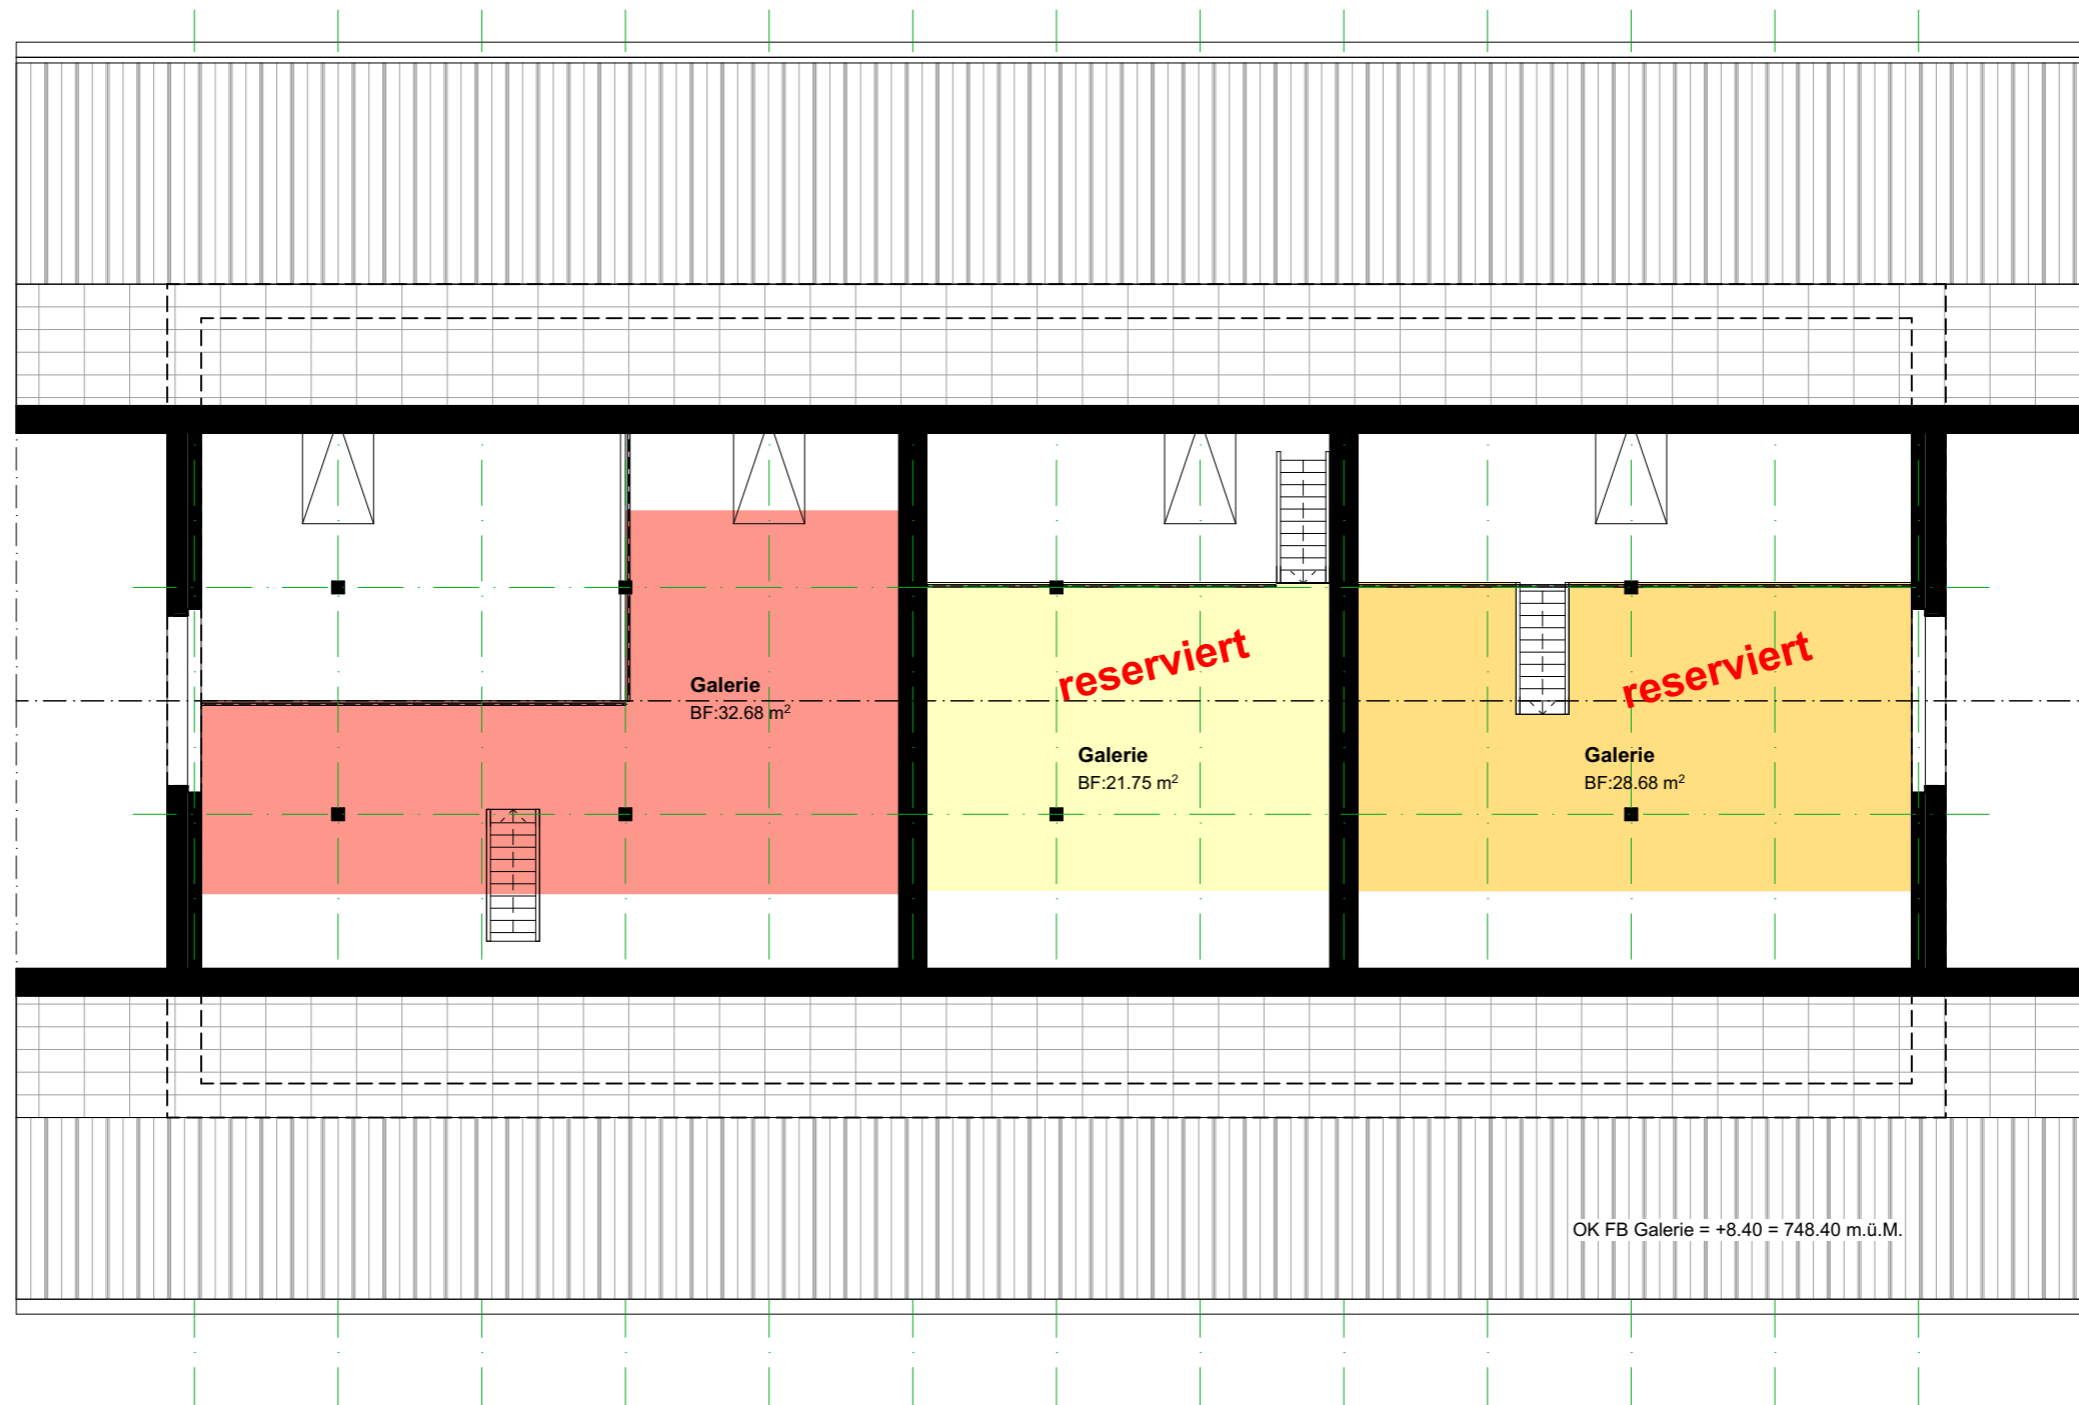 Galerie
BF:32.68 m²
reserviert
Galerie
BF:21.75 m²
reserviert
Galerie
BF:28.68 m²
OK FB Galerie = +8.40 = 748.40 m.ü.M.